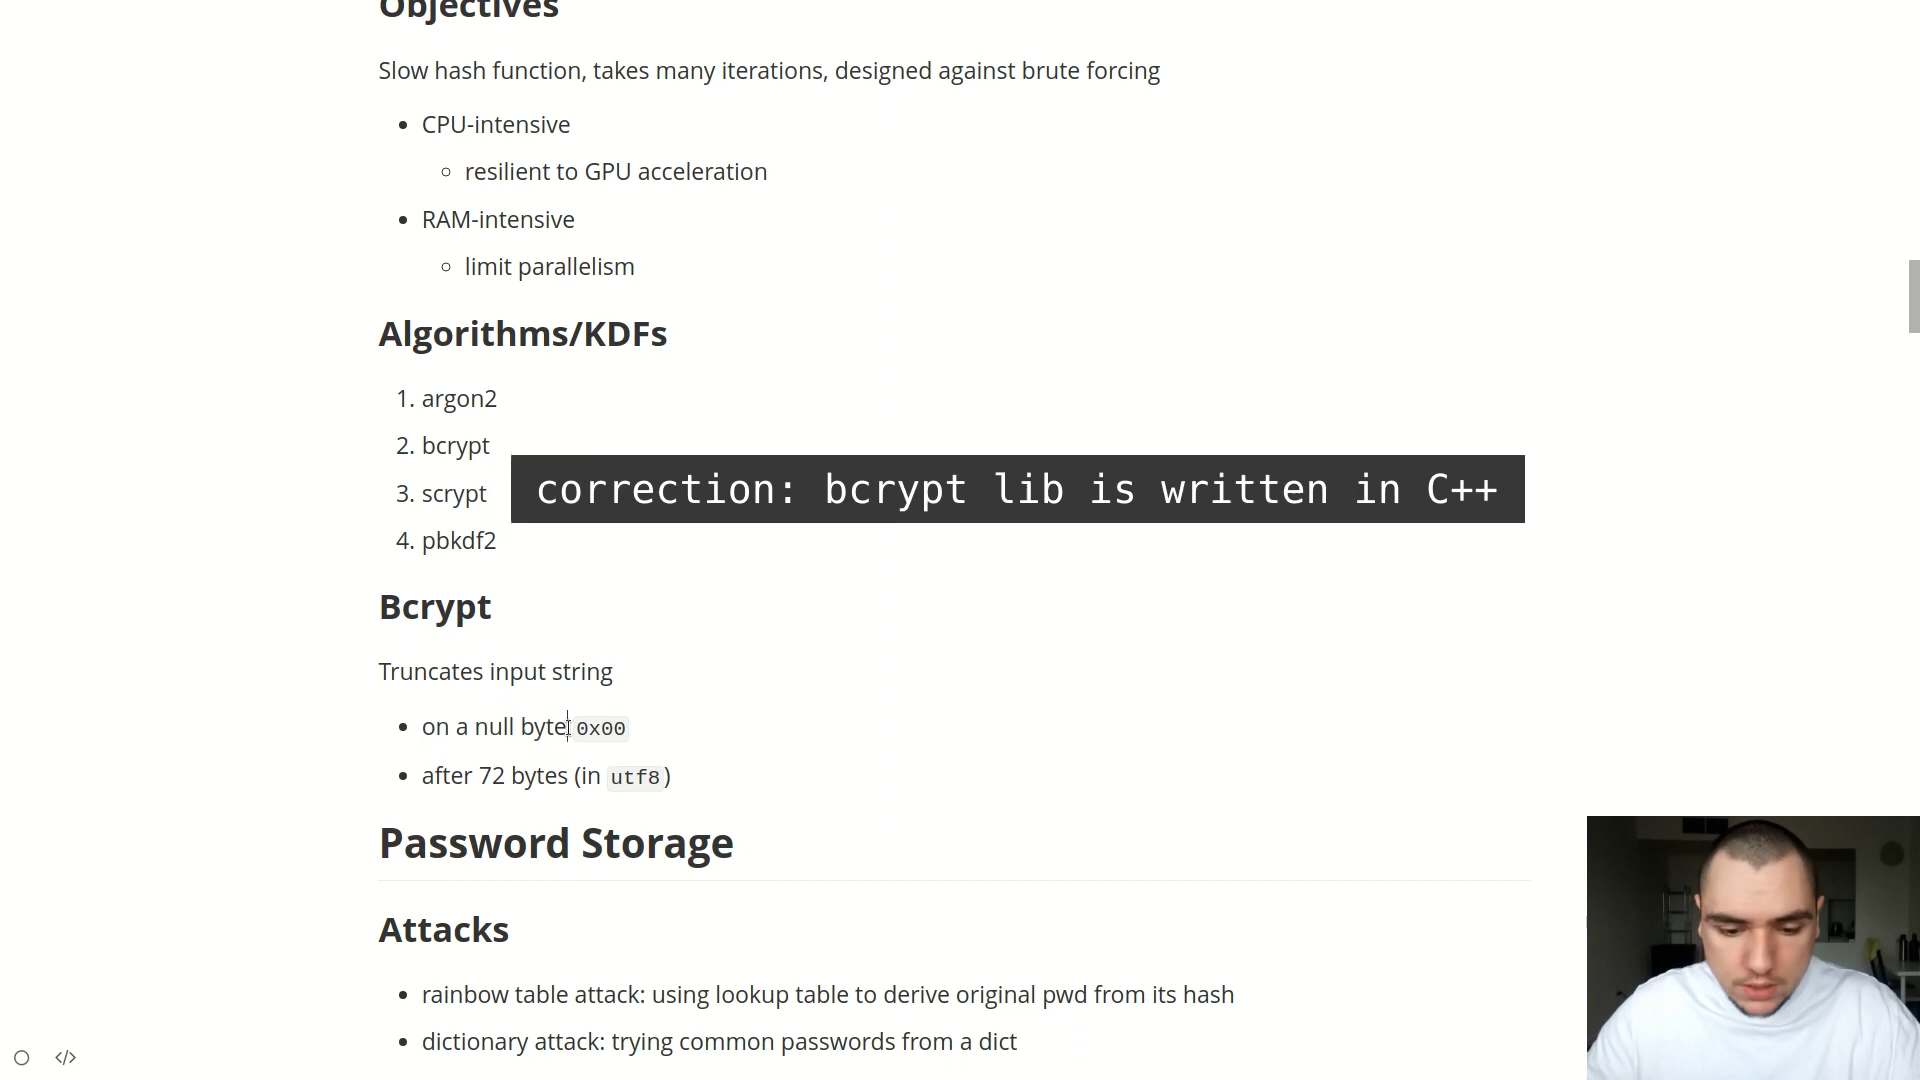 Objectives
Slow hash function, takes many iterations, designed against brute forcing
CPU-intensive
resilient to GPU acceleration
RAM-intensive
limit parallelism
Algorithms/KDFs
1. argon2
2. bcrypt
3. scrypt
correction: bcrypt lib is written in C++
4. pbkdf2
Bcrypt
Truncates input string
on a null byte 0x00
after 72 bytes (in utf8)
Password Storage
Attacks
rainbow table attack: using lookup table to derive original pwd from its hash
dictionary attack: trying common passwords from a dict